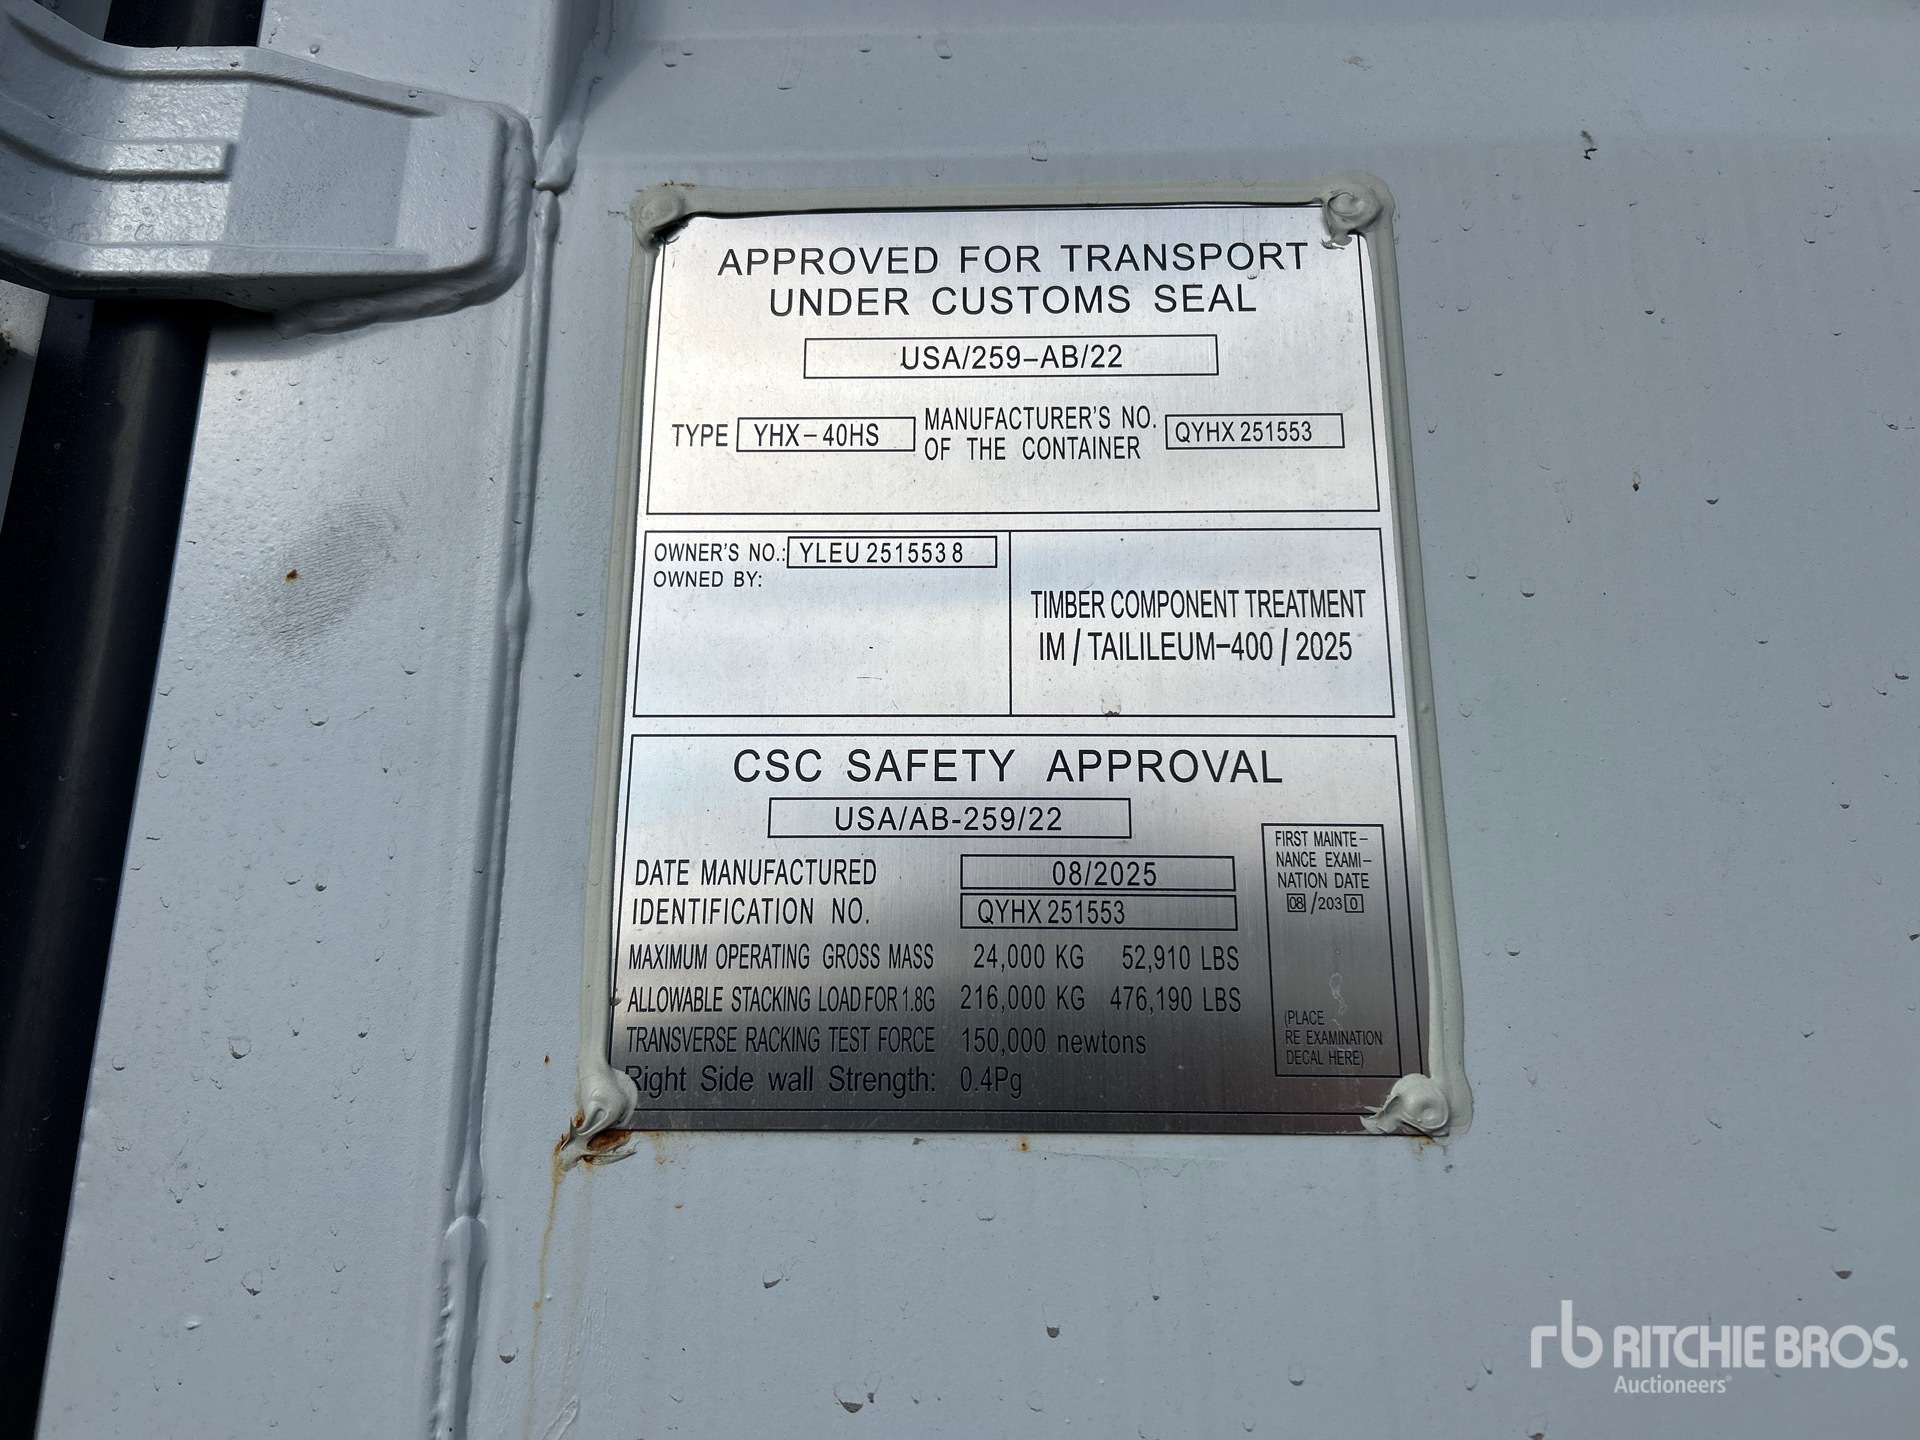 APPROVED FOR TRANSPORT
UNDER CUSTOMS SEAL
USA/259-AB/22
TYPE YHX-40HS MANUFACTURER'S NO. OF THE CONTAINER QYHX 251553
OWNER'S NO.: YLEU 251553 8
OWNED BY:
TIMBER COMPONENT TREATMENT
IM / TAILILEUM-400 / 2025
CSC SAFETY APPROVAL
USA/AB-259/22
DATE MANUFACTURED 08/2025
IDENTIFICATION NO. QYHX 251553
MAXIMUM OPERATING GROSS MASS 24,000 KG 52,910 LBS
ALLOWABLE STACKING LOAD FOR 1.8G 216,000 KG 476,190 LBS
TRANSVERSE RACKING TEST FORCE 150,000 newtons
Right Side wall Strength: 0.4Pg
FIRST MAINTE-
NANCE EXAMI-
NATION DATE
08/2030
(PLACE
RE EXAMINATION
DECAL HERE)
rb RITCHIE BROS.
Auctioneers